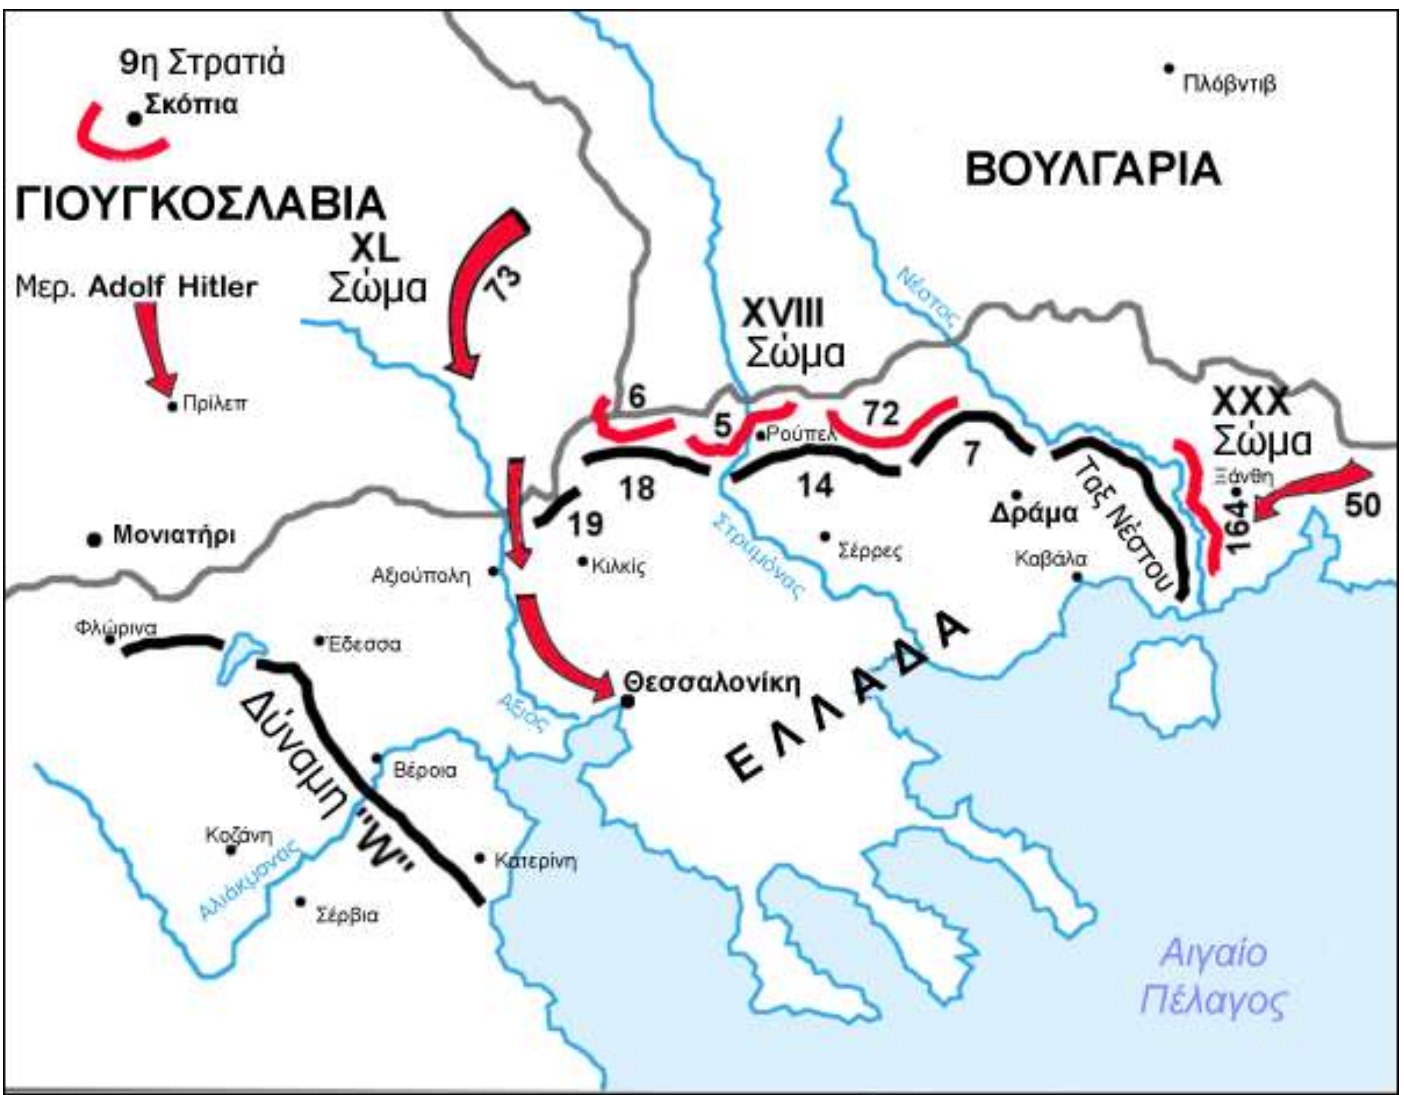 9η Στρατιά
Σκόπια
Πλόβντιβ
ΒΟΥΛΓΑΡΙΑ
ΓΙΟΥΓΚΟΣΛΑΒΙΑ
XL
Σώμα
73
Μερ. Adolf Hitler
Νέστος
XVIII
Σώμα
Πρίλεπ
6
5
72
Ρούπελ
XXX
Σώμα
7
Ξάνθη
18
14
19
Ταξ Νέστου
164
50
Δράμα
Μονιατήρι
Στρυμόνας
Σέρρες
Καβάλα
Κιλκίς
Αξιούπολη
Φλώρινα
Έδεσσα
Θεσσαλονίκη
ΕΛΛΑΔΑ
Αξιος
Δύναμη "W"
Βέροια
Κοζάνη
Αλιάκμονας
Κατερίνη
Σέρβια
Αιγαίο
Πέλαγος